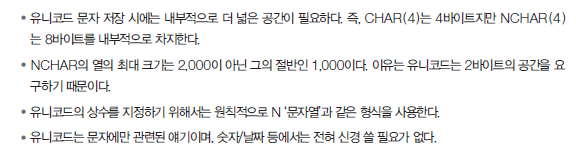 • 유니코드 문자 저장 시에는 내부적으로 더 넓은 공간이 필요하다. 즉, CHAR(4)는 4바이트지만 NCHAR(4)
는 8바이트를 내부적으로 차지한다.
• NCHAR의 열의 최대 크기는 2,000이 아닌 그의 절반인 1,000이다. 이유는 유니코드는 2바이트의 공간을 요
구하기 때문이다.
• 유니코드의 상수를 지정하기 위해서는 원칙적으로 N ‘문자열’과 같은 형식을 사용한다.
• 유니코드는 문자에만 관련된 얘기이며, 숫자/날짜 등에서는 전혀 신경 쓸 필요가 없다.